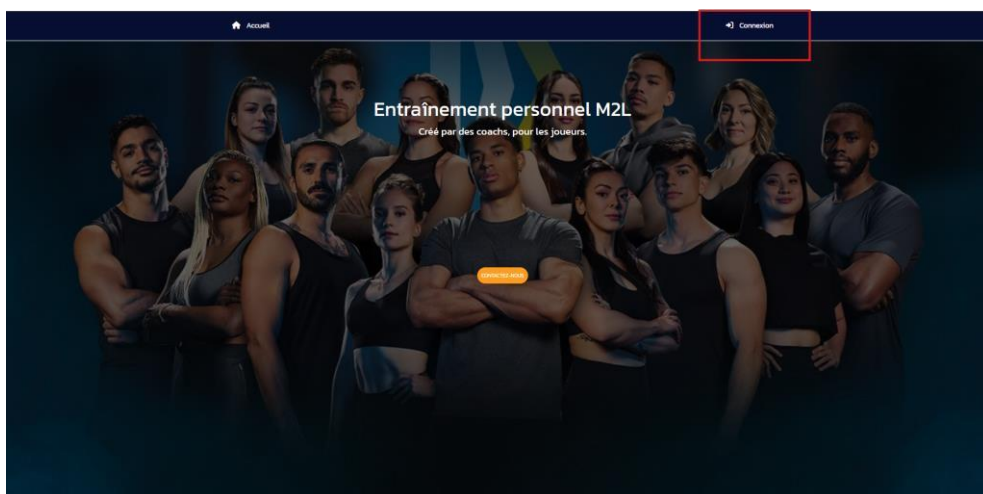 Accueil
Connexion
Entraînement personnel M2L
Créé par des coachs, pour les joueurs.
CONTACTEZ-NOUS